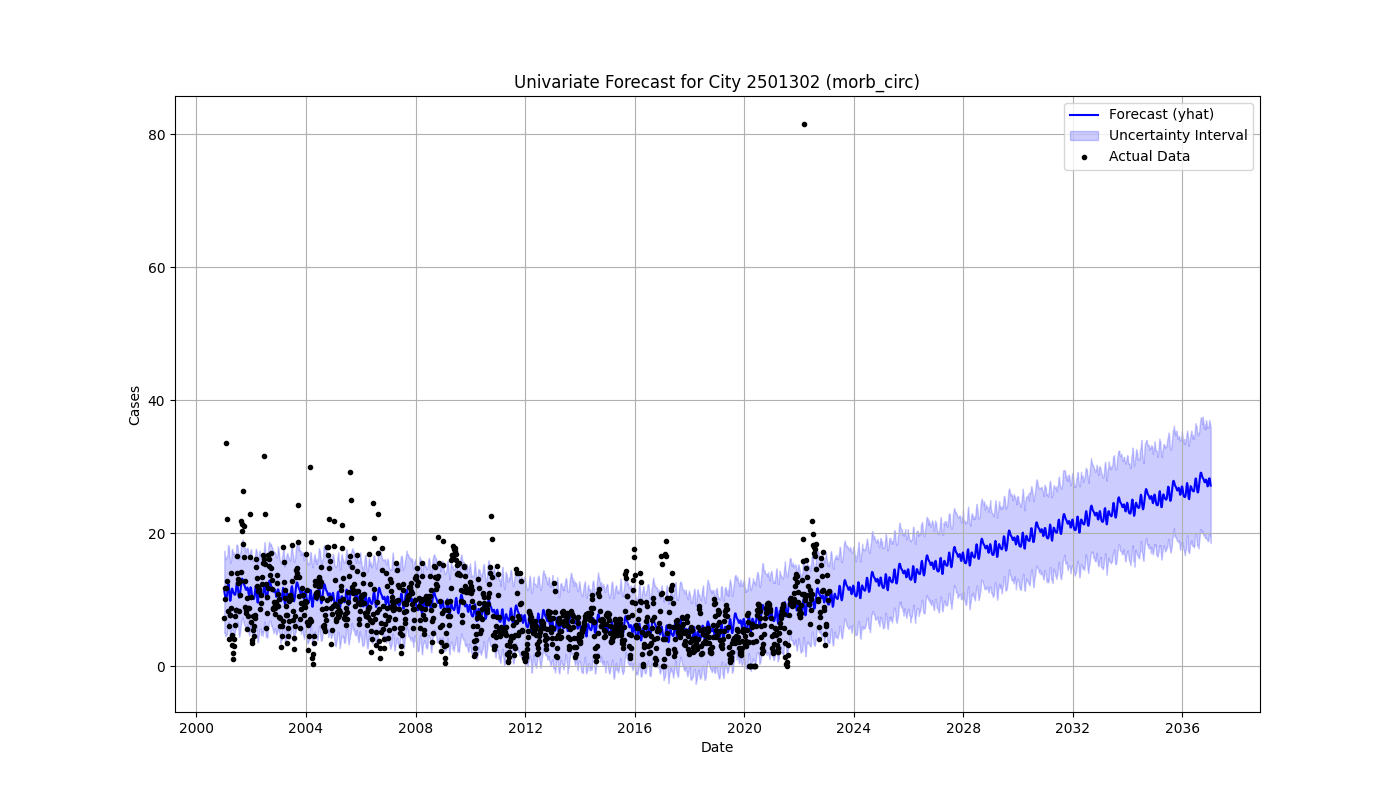 Univariate Forecast for City 2501302 (morb_circ)
Forecast (yhat)
Uncertainty Interval
Actual Data
80
60
40
20
0
Cases
2000 2004 2008 2012 2016 2020 2024 2028 2032 2036
Date